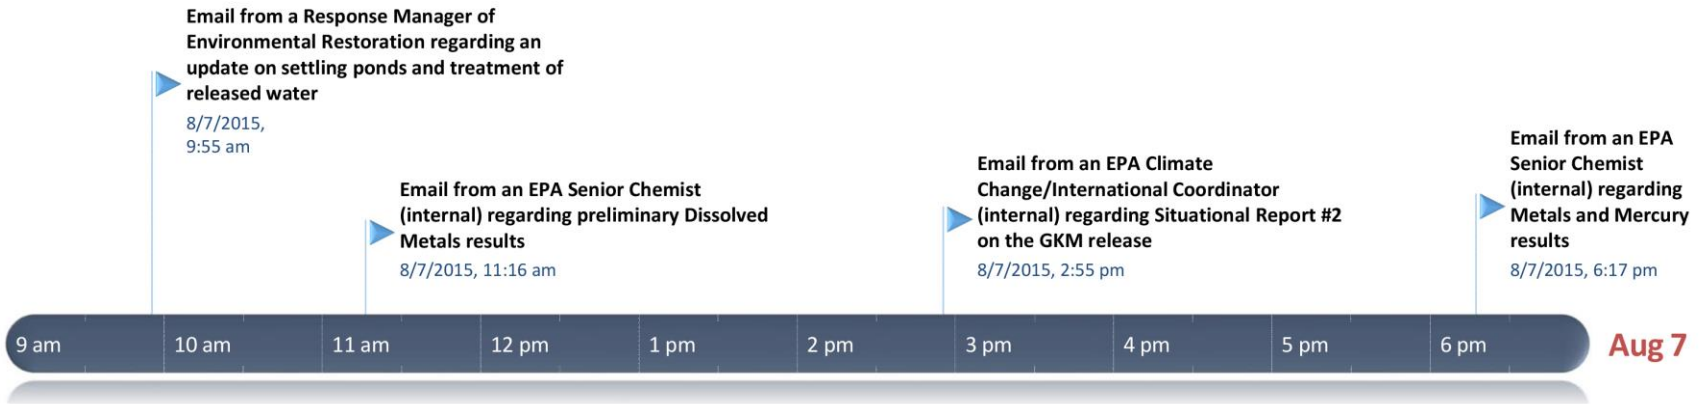 Email from a Response Manager of
Environmental Restoration regarding an
update on settling ponds and treatment of
released water
8/7/2015,
9:55 am
Email from an EPA Senior Chemist
(internal) regarding preliminary Dissolved
Metals results
8/7/2015, 11:16 am
Email from an EPA Climate
Change/International Coordinator
(internal) regarding Situational Report #2
on the GKM release
8/7/2015, 2:55 pm
Email from an EPA
Senior Chemist
(internal) regarding
Metals and Mercury
results
8/7/2015, 6:17 pm
9 am 10 am 11 am 12 pm 1 pm 2 pm 3 pm 4 pm 5 pm 6 pm Aug 7